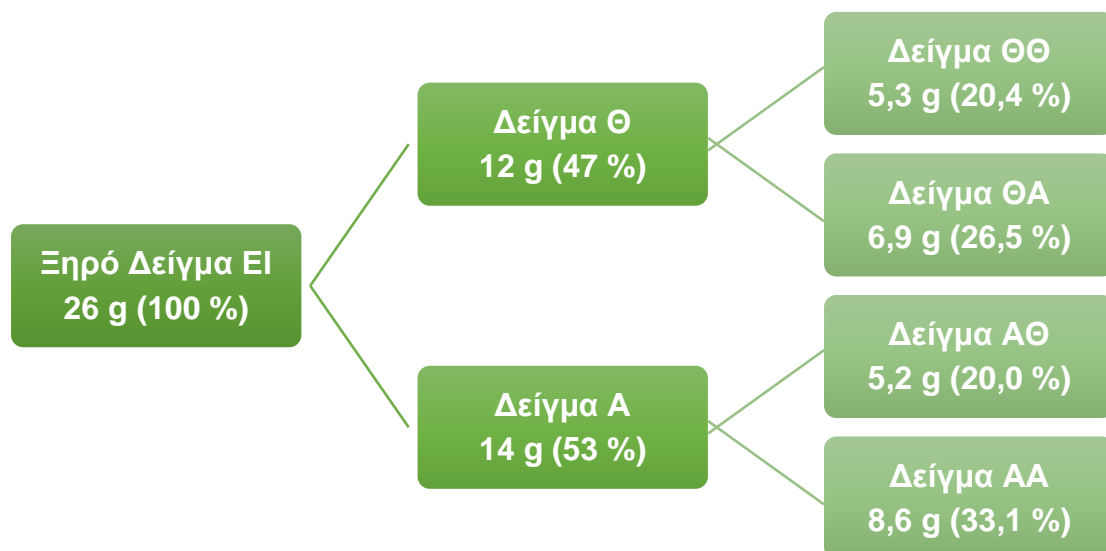 Ξηρό Δείγμα ΕΙ
26 g (100 %)
Δείγμα Θ
12 g (47 %)
Δείγμα Α
14 g (53 %)
Δείγμα ΘΘ
5,3 g (20,4 %)
Δείγμα ΘΑ
6,9 g (26,5 %)
Δείγμα ΑΘ
5,2 g (20,0 %)
Δείγμα ΑΑ
8,6 g (33,1 %)